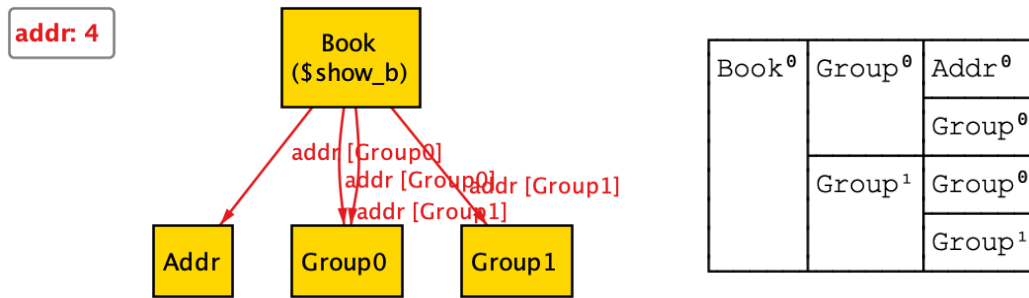 addr: 4
Book
($show_b)
addr [Group0]
addr [Group0]
addr [Group1]
addr [Group1]
Addr
Group0
Group1
Book⁰ Group⁰ Addr⁰
Group⁰
Group¹ Group⁰
Group¹